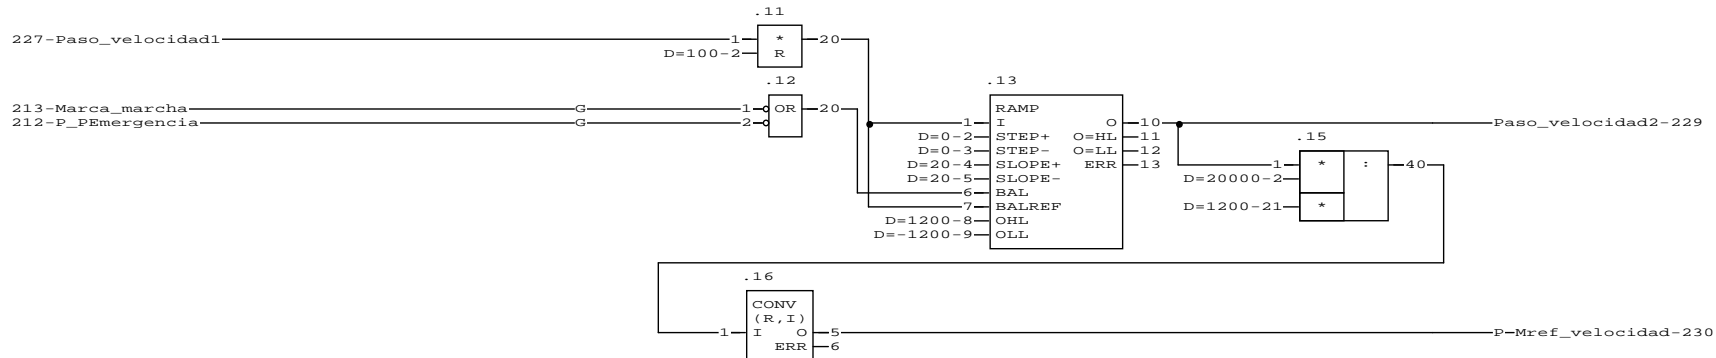 .11
227-Paso_velocidad1 1 * 20
D=100-2 R
.12 .13
213-Marca_marcha G 1 OR 20 RAMP
212-P_PEmergencia G 2 1 I O 10 Paso_velocidad2-229
D=0-2 STEP+ O=HL 11 .15
D=0-3 STEP- O=LL 12
D=20-4 SLOPE+ ERR 13 1 * : 40
D=20-5 SLOPE- D=20000-2
6 BAL
7 BALREF D=1200-21 *
D=1200-8 OHL
D=-1200-9 OLL
.16
CONV
(R,I)
1 I O 5 P-Mref_velocidad-230
ERR 6